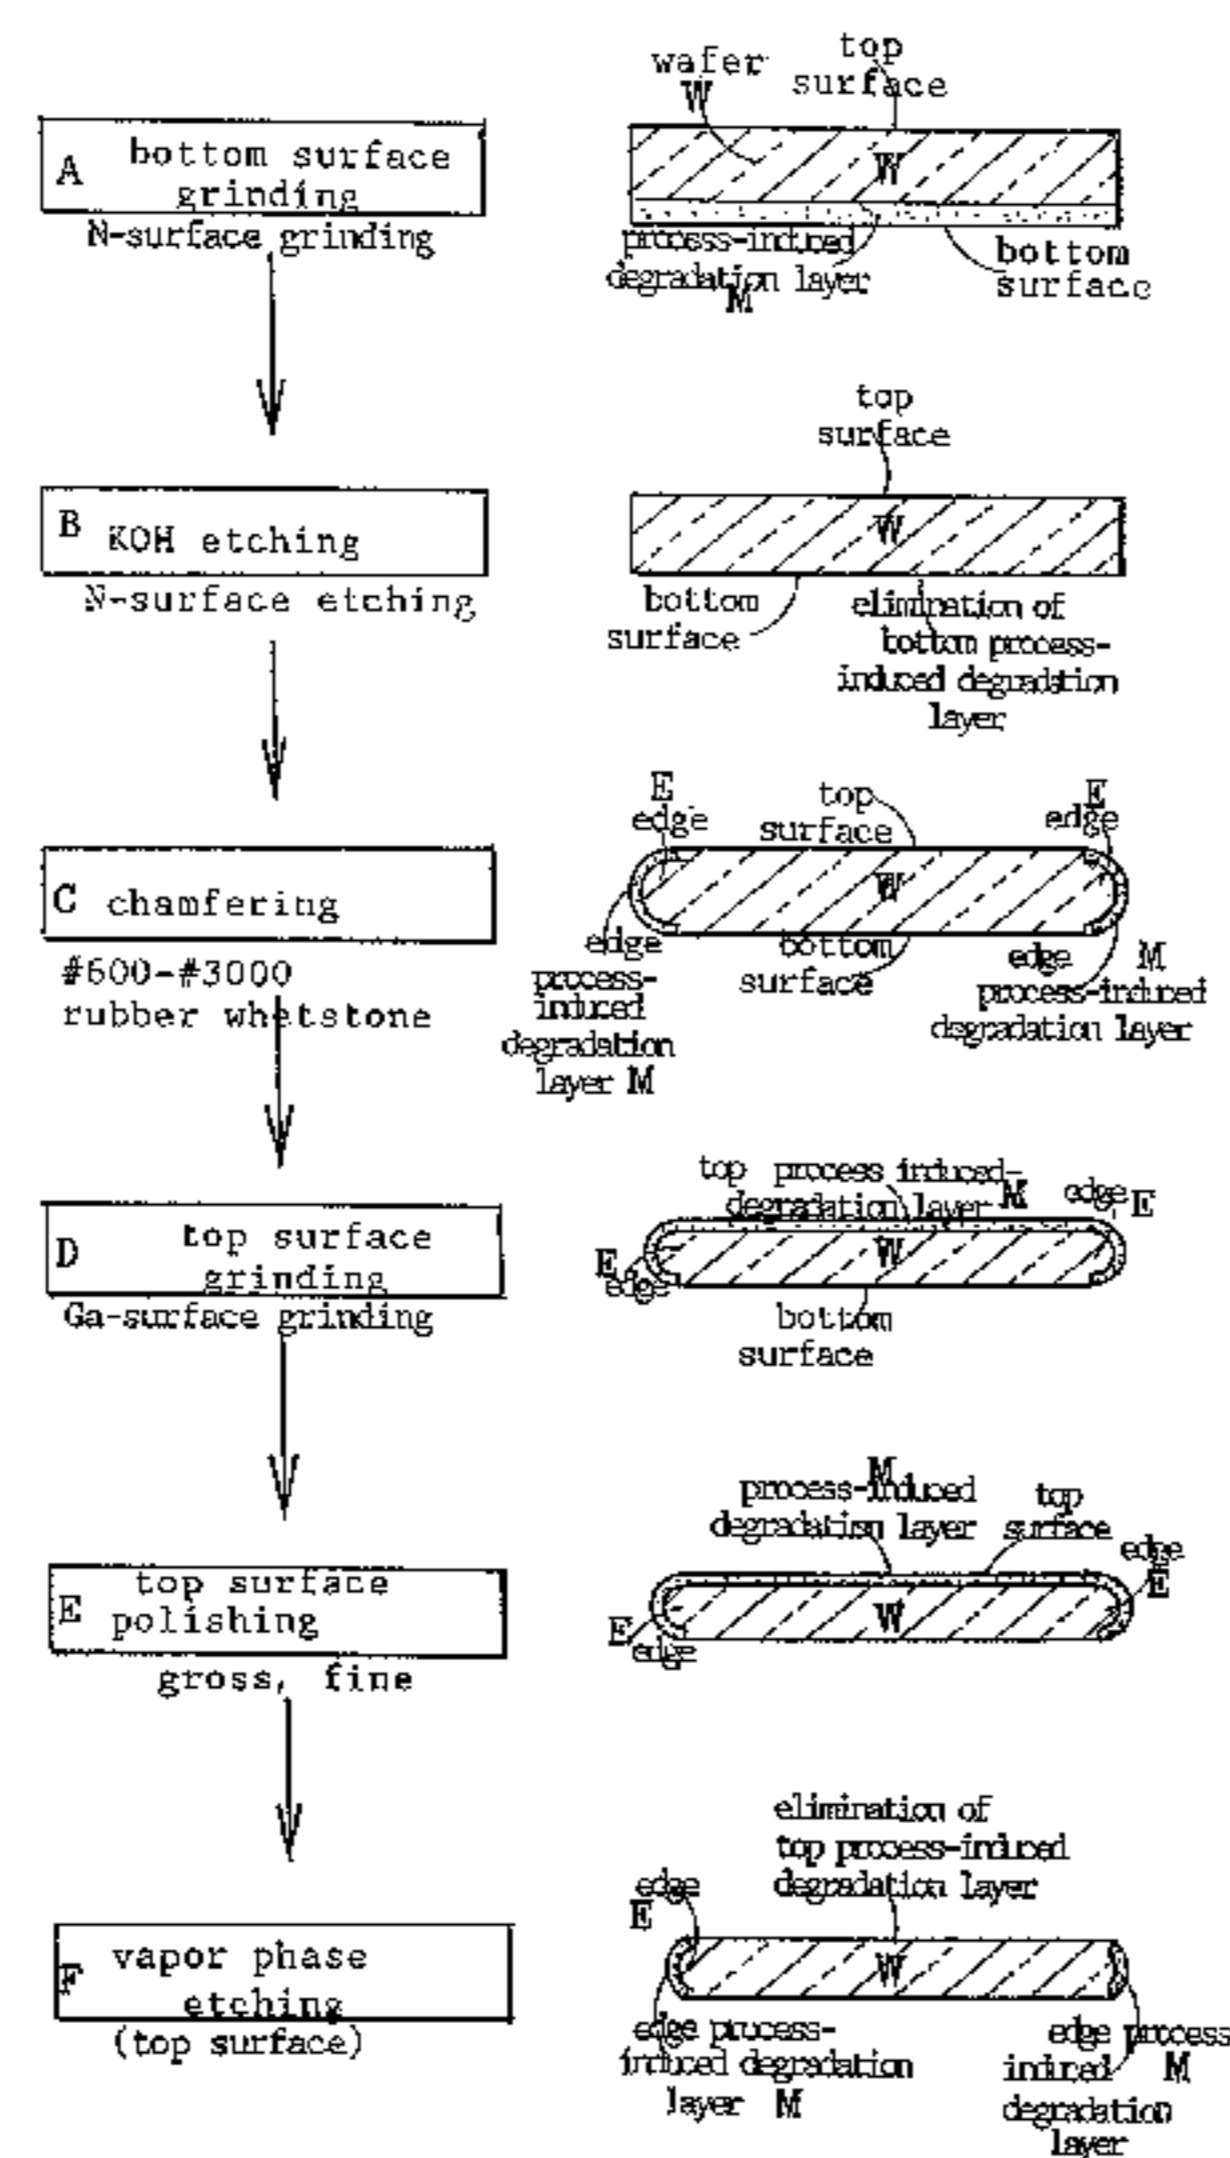 wafer
W
top
surface
W
A bottom surface
grinding
N-surface grinding
process-induced
degradation layer
M
bottom
surface
top
surface
W
B KOH etching
N-surface etching
bottom
surface
elimination of
bottom process-
induced degradation
layer
E
edge
top
surface
E
edge
W
C chamfering
#600-#3000
rubber whetstone
edge
process-
induced
degradation
layer M
bottom
surface
edge M
process-induced
degradation layer
top process induced-
degradation layer M
edge E
D top surface
grinding
Ga-surface grinding
W
E
edge
bottom
surface
M
process-induced
degradation layer
top
surface
edge
E
E top surface
polishing
gross, fine
W
E
edge
elimination of
top process-induced
degradation layer
edge
E
F vapor phase
etching
(top surface)
W
edge process-
induced degradation
layer M
edge process
induced M
degradation
layer